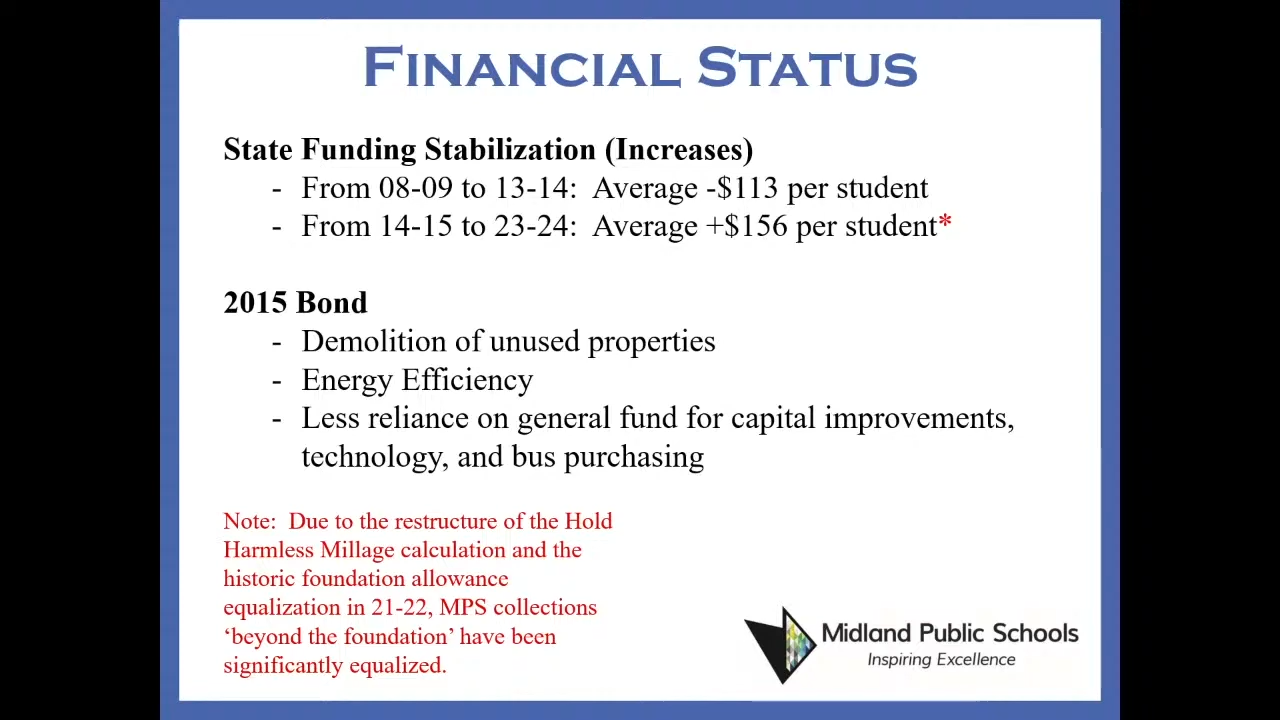 FINANCIAL STATUS
State Funding Stabilization (Increases)
- From 08-09 to 13-14: Average -$113 per student
- From 14-15 to 23-24: Average +$156 per student*
2015 Bond
- Demolition of unused properties
- Energy Efficiency
- Less reliance on general fund for capital improvements,
technology, and bus purchasing
Note: Due to the restructure of the Hold
Harmless Millage calculation and the
historic foundation allowance
equalization in 21-22, MPS collections
‘beyond the foundation’ have been
significantly equalized.
Midland Public Schools
Inspiring Excellence